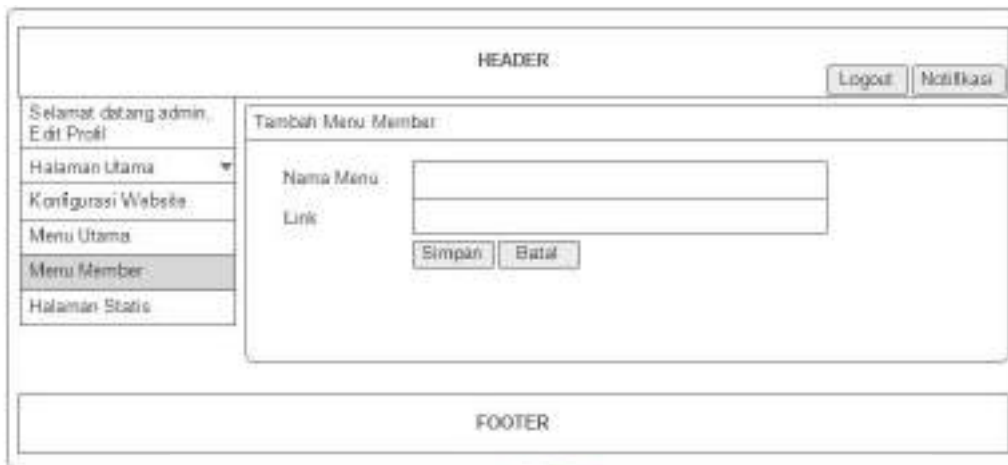 HEADER
Logout
Notifikasi
Selamat datang admin.
Edit Profil
Halaman Utama
Konfigurasi Website
Menu Utama
Menu Member
Halaman Statis
Tambah Menu Member
Nama Menu
Link
Simpan
Batal
FOOTER